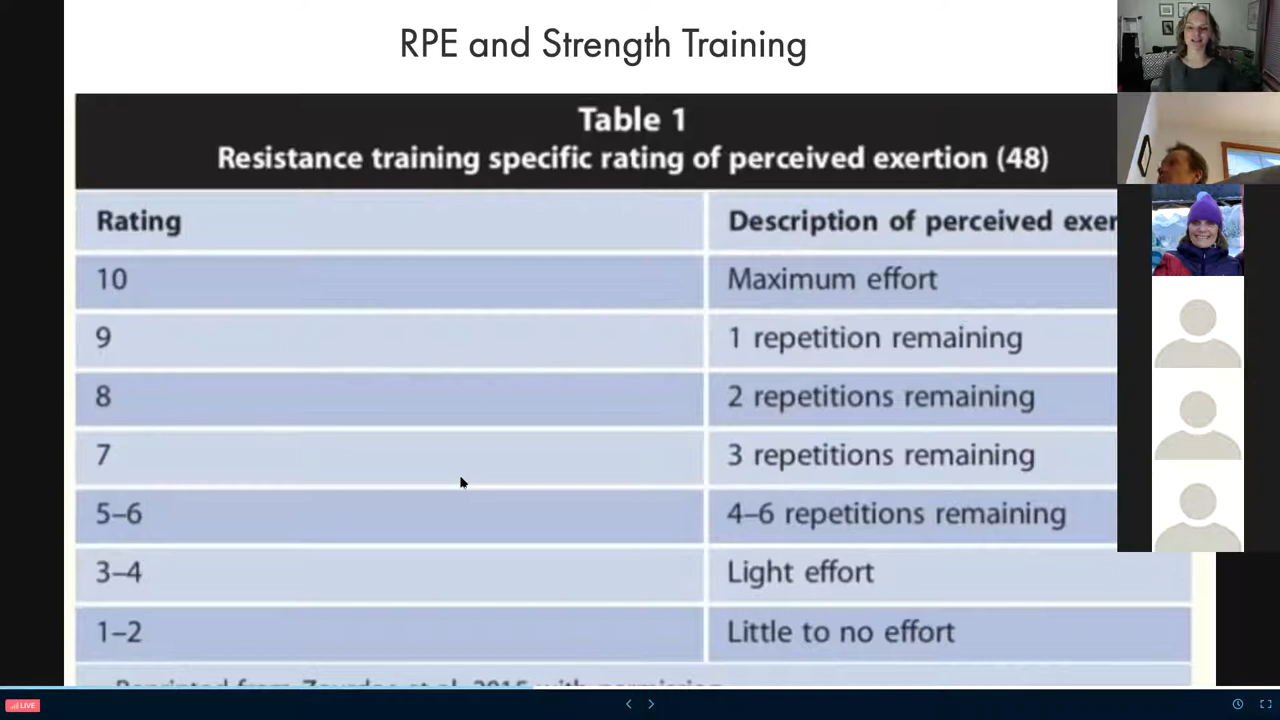 RPE and Strength Training
Table 1
Resistance training specific rating of perceived exertion (48)
Rating
Description of perceived exer
10
Maximum effort
9
1 repetition remaining
8
2 repetitions remaining
7
3 repetitions remaining
5–6
4–6 repetitions remaining
3–4
Light effort
1–2
Little to no effort
LIVE